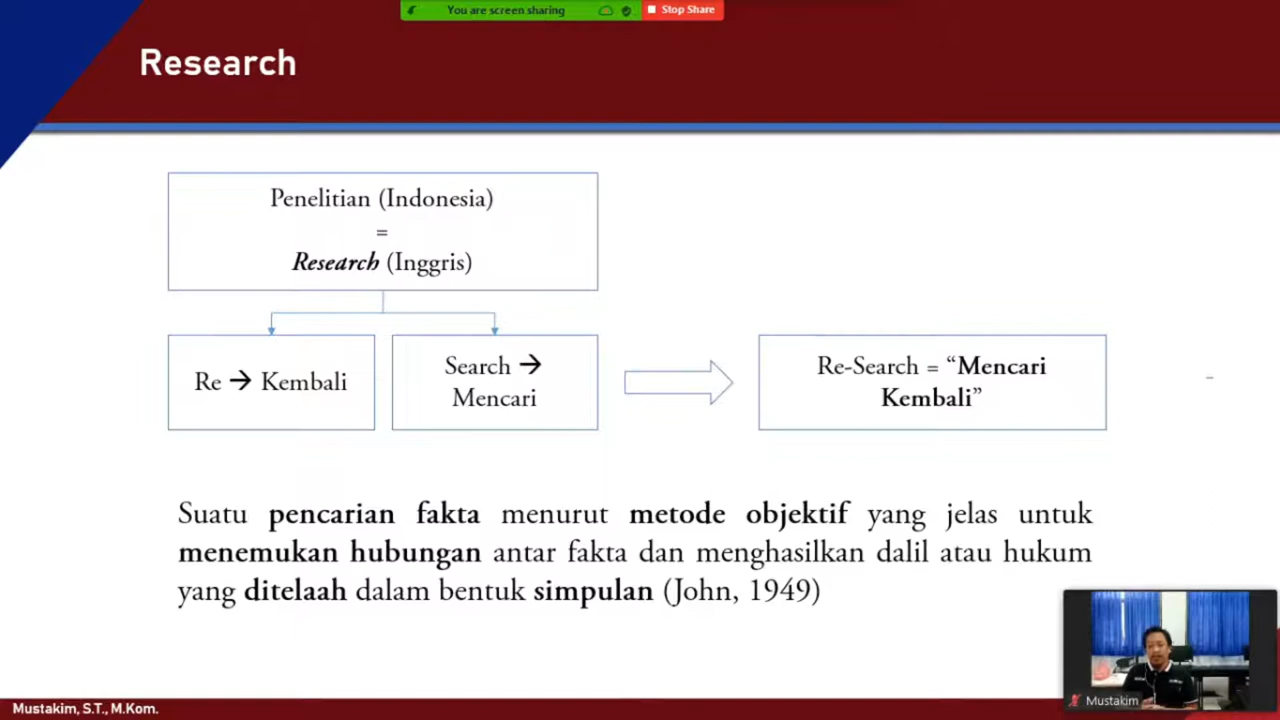 You are screen sharing
Stop Share
Research
Penelitian (Indonesia)
=
Research (Inggris)
Re → Kembali
Search →
Mencari
Re-Search = “Mencari
Kembali”
Suatu pencarian fakta menurut metode objektif yang jelas untuk
menemukan hubungan antar fakta dan menghasilkan dalil atau hukum
yang ditelaah dalam bentuk simpulan (John, 1949)
Mustakim
Mustakim, S.T., M.Kom.